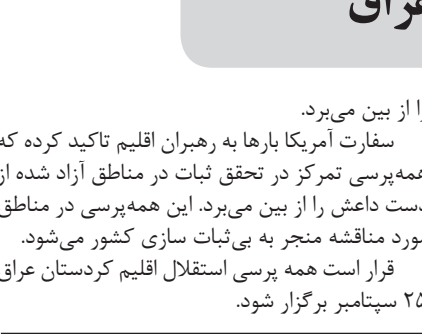 عراق
را از بین می‌برد.
سفارت آمریکا بارها به رهبران اقلیم تاکید کرده که
همه‌پرسی تمرکز در تحقق ثبات در مناطق آزاد شده از
دست داعش را از بین می‌برد. این همه‌پرسی در مناطق
مورد مناقشه منجر به بی‌ثبات سازی کشور می‌شود.
قرار است همه پرسی استقلال اقلیم کردستان عراق
۲۵ سپتامبر برگزار شود.